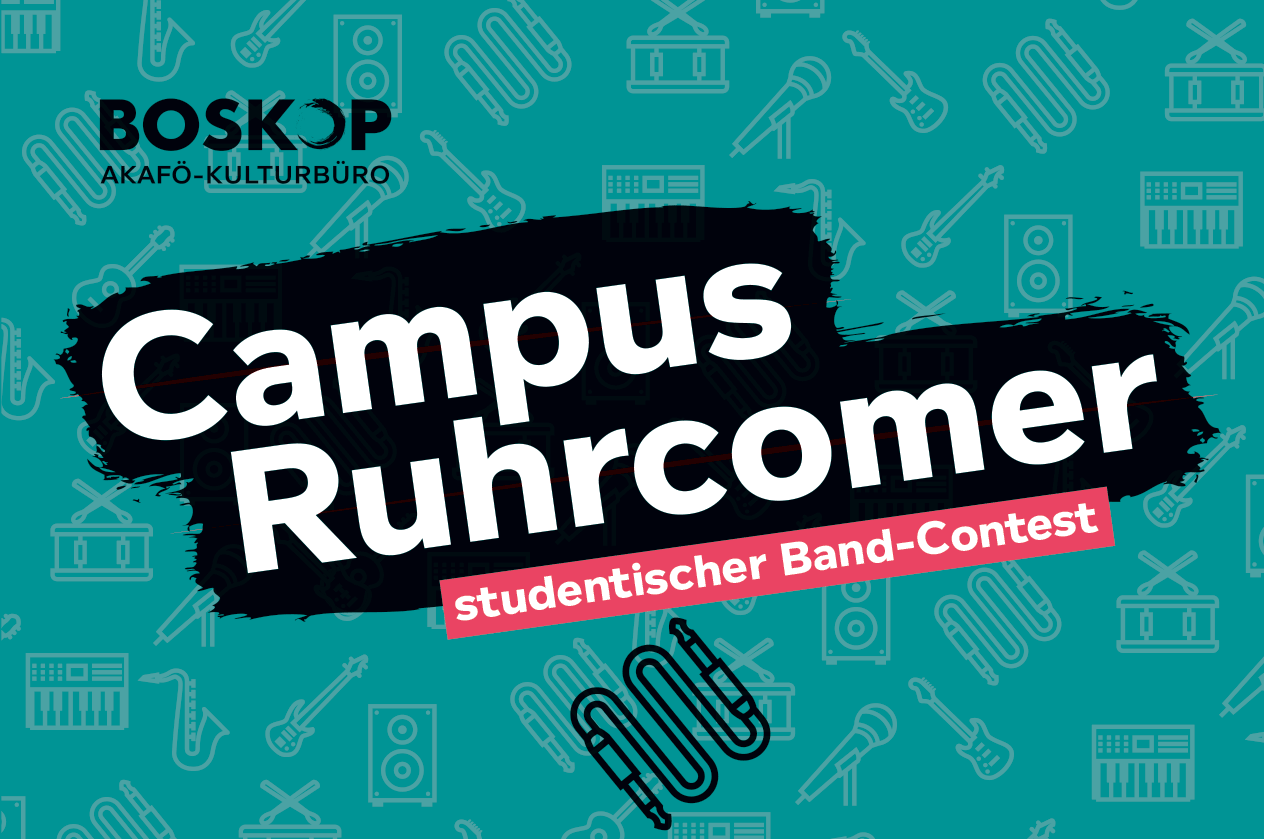 BOSKOP
AKAFÖ-KULTURBÜRO
Campus
Ruhrcomer
studentischer Band-Contest